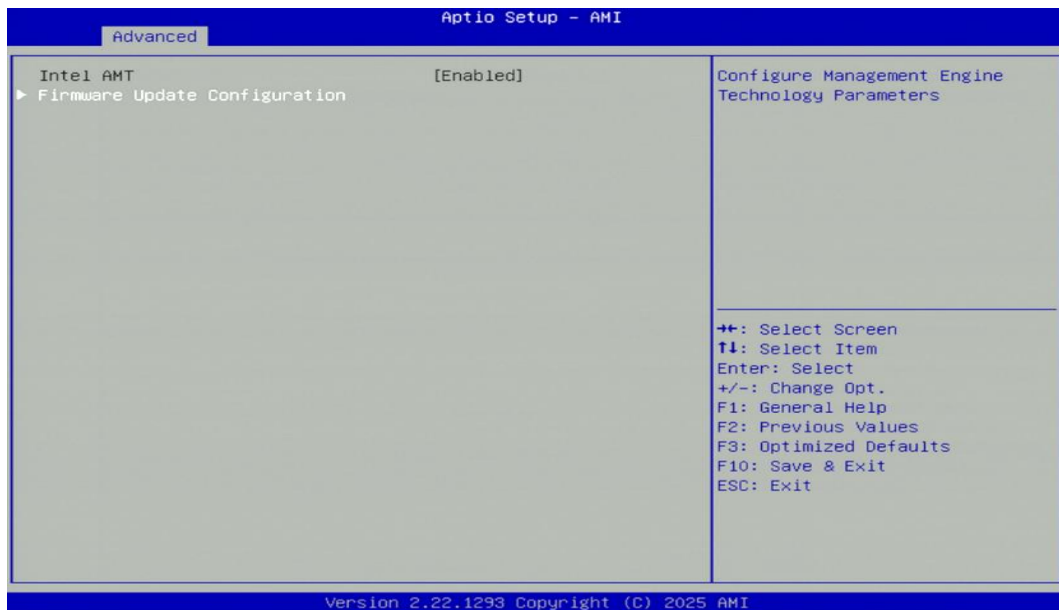 Aptio Setup - AMI
Advanced
Intel AMT [Enabled]
▶ Firmware Update Configuration
Configure Management Engine
Technology Parameters
→←: Select Screen
↑↓: Select Item
Enter: Select
+/-: Change Opt.
F1: General Help
F2: Previous Values
F3: Optimized Defaults
F10: Save & Exit
ESC: Exit
Version 2.22.1293 Copyright (C) 2025 AMI